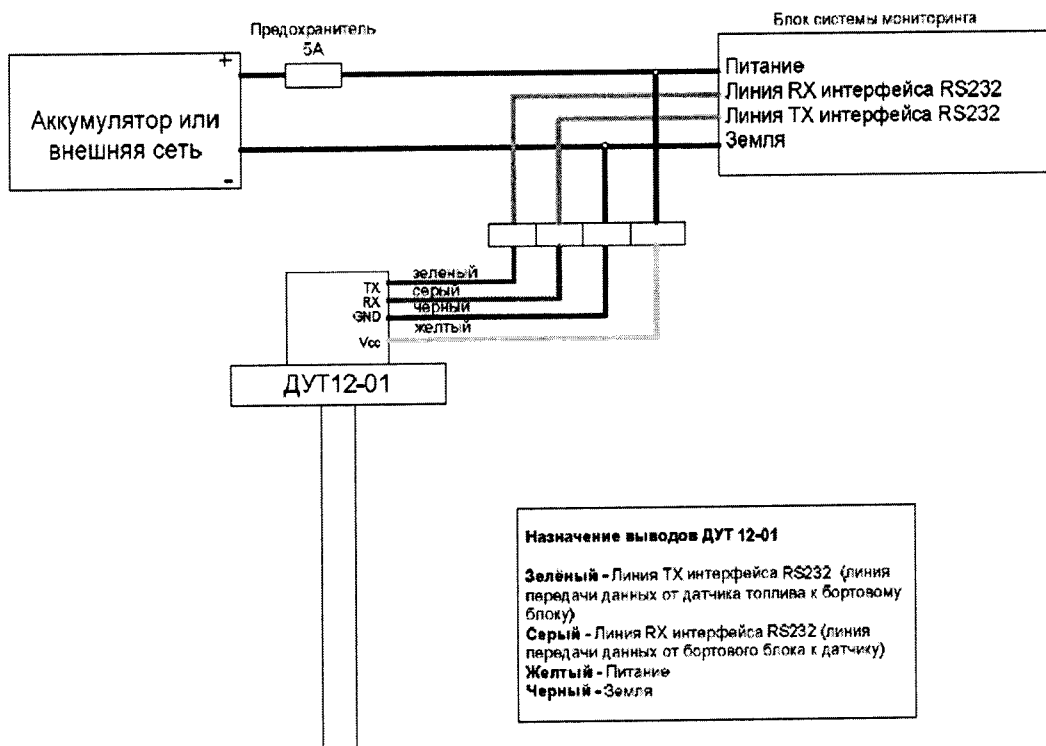 Блок системы мониторинга
Предохранитель
5А
+
Аккумулятор или
внешняя сеть
-
Питание
Линия RX интерфейса RS232
Линия TX интерфейса RS232
Земля
TX
RX
GND
Vcc
зеленый
серый
черный
желтый
ДУТ12-01
Назначение выводов ДУТ 12-01
Зелёный - Линия TX интерфейса RS232 (линия
передачи данных от датчика топлива к бортовому
блоку)
Серый - Линия RX интерфейса RS232 (линия
передачи данных от бортового блока к датчику)
Желтый - Питание
Черный - Земля